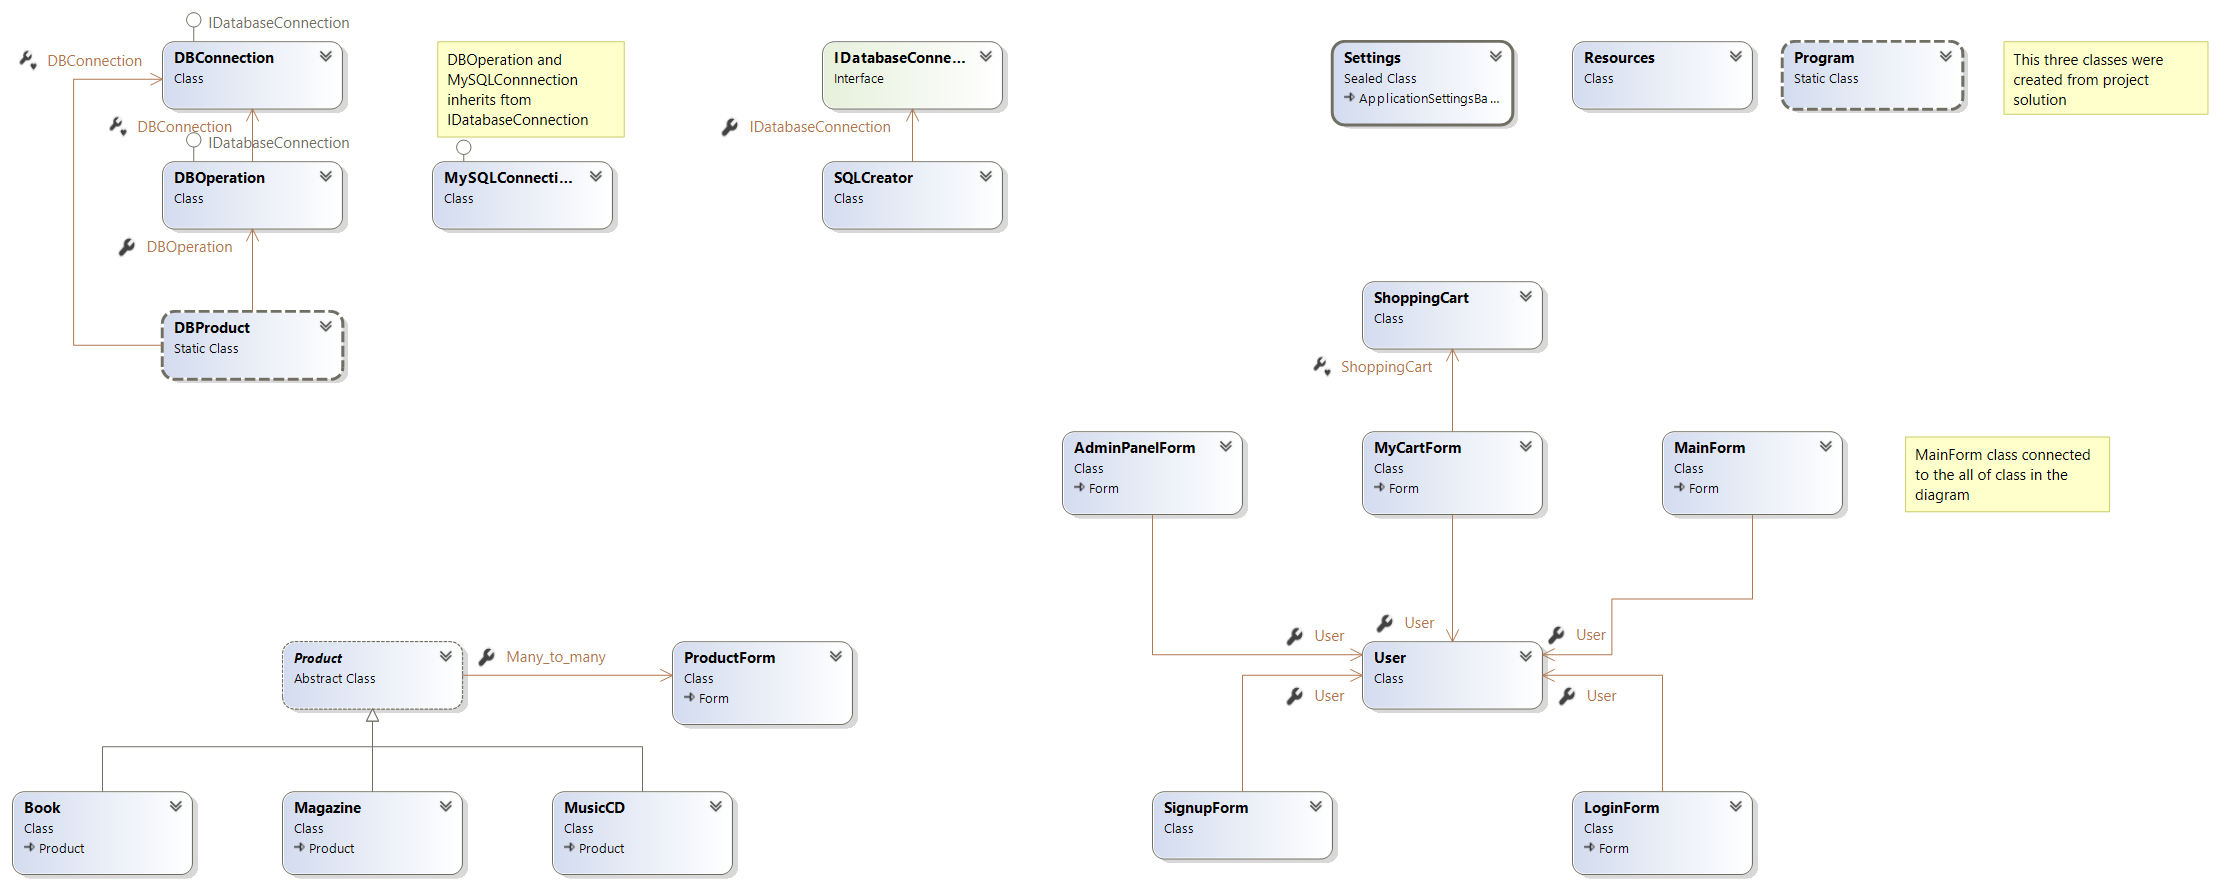 IDatabaseConnection
DBConnection
DBConnection
Class
DBConnection
IDatabaseConnection
DBOperation
Class
DBOperation
DBProduct
Static Class
DBOperation and
MySQLConnnection
inherits ftom
IDatabaseConnection
MySQLConnecti...
Class
IDatabaseConne...
Interface
IDatabaseConnection
SQLCreator
Class
Settings
Sealed Class
ApplicationSettingsBa...
Resources
Class
Program
Static Class
This three classes were
created from project
solution
ShoppingCart
Class
ShoppingCart
AdminPanelForm
Class
Form
MyCartForm
Class
Form
MainForm
Class
Form
MainForm class connected
to the all of class in the
diagram
User
User
User
User
Class
User
User
SignupForm
Class
LoginForm
Class
Form
Product
Abstract Class
Many_to_many
ProductForm
Class
Form
Book
Class
Product
Magazine
Class
Product
MusicCD
Class
Product